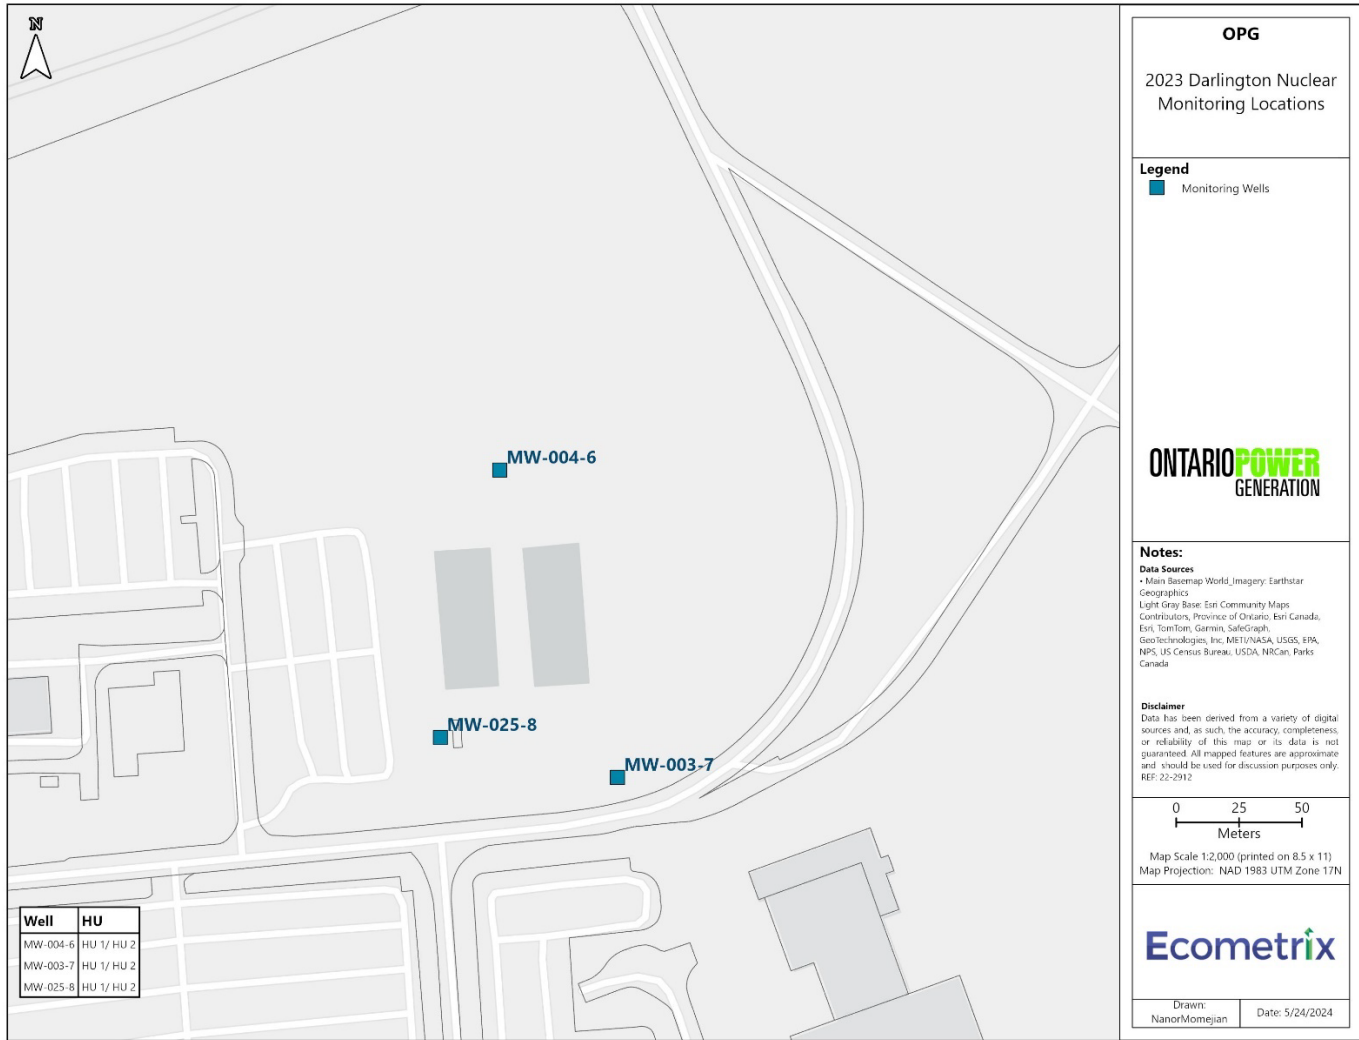 N
MW-004-6
MW-025-8
MW-003-7
Well HU
MW-004-6 HU 1/ HU 2
MW-003-7 HU 1/ HU 2
MW-025-8 HU 1/ HU 2
OPG
2023 Darlington Nuclear
Monitoring Locations
Legend
Monitoring Wells
ONTARIOPOWER
GENERATION
Notes:
Data Sources
• Main Basemap World_Imagery: Earthstar
Geographics
Light Gray Base: Esri Community Maps
Contributors, Province of Ontario, Esri Canada,
Esri, TomTom, Garmin, SafeGraph,
GeoTechnologies, Inc, METI/NASA, USGS, EPA,
NPS, US Census Bureau, USDA, NRCan, Parks
Canada
Disclaimer
Data has been derived from a variety of digital
sources and, as such, the accuracy, completeness,
or reliability of this map or its data is not
guaranteed. All mapped features are approximate
and should be used for discussion purposes only.
REF: 22-2912
0 25 50
Meters
Map Scale 1:2,000 (printed on 8.5 x 11)
Map Projection: NAD 1983 UTM Zone 17N
Ecometrix
Drawn:
NanorMomejian
Date: 5/24/2024